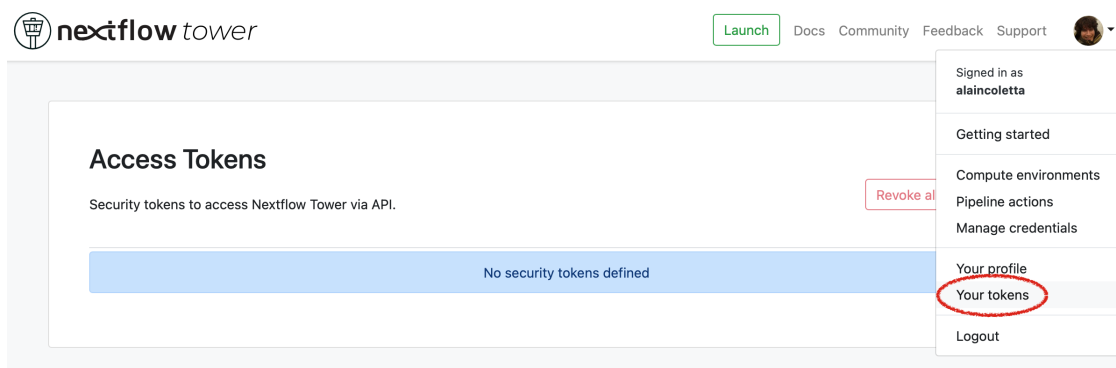 nextflow tower
Launch Docs Community Feedback Support
Signed in as
alaincoletta
Getting started
Compute environments
Pipeline actions
Manage credentials
Your profile
Your tokens
Logout
Access Tokens
Security tokens to access Nextflow Tower via API.
Revoke al
No security tokens defined